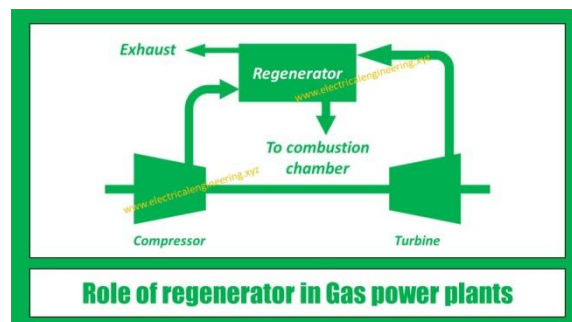 Exhaust
Regenerator
www.electricalengineering.xyz
To combustion
chamber
www.electricalengineering.xyz
Compressor
Turbine
Role of regenerator in Gas power plants